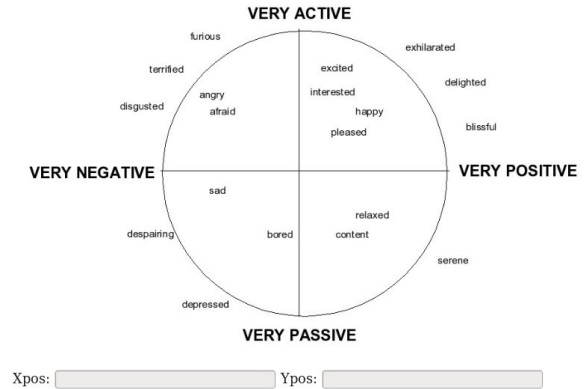 VERY ACTIVE
furious
exhilarated
terrified
excited
delighted
angry
interested
disgusted
afraid
happy
blissful
pleased
VERY NEGATIVE
VERY POSITIVE
sad
relaxed
despairing
bored
content
serene
depressed
VERY PASSIVE
Xpos: Ypos: